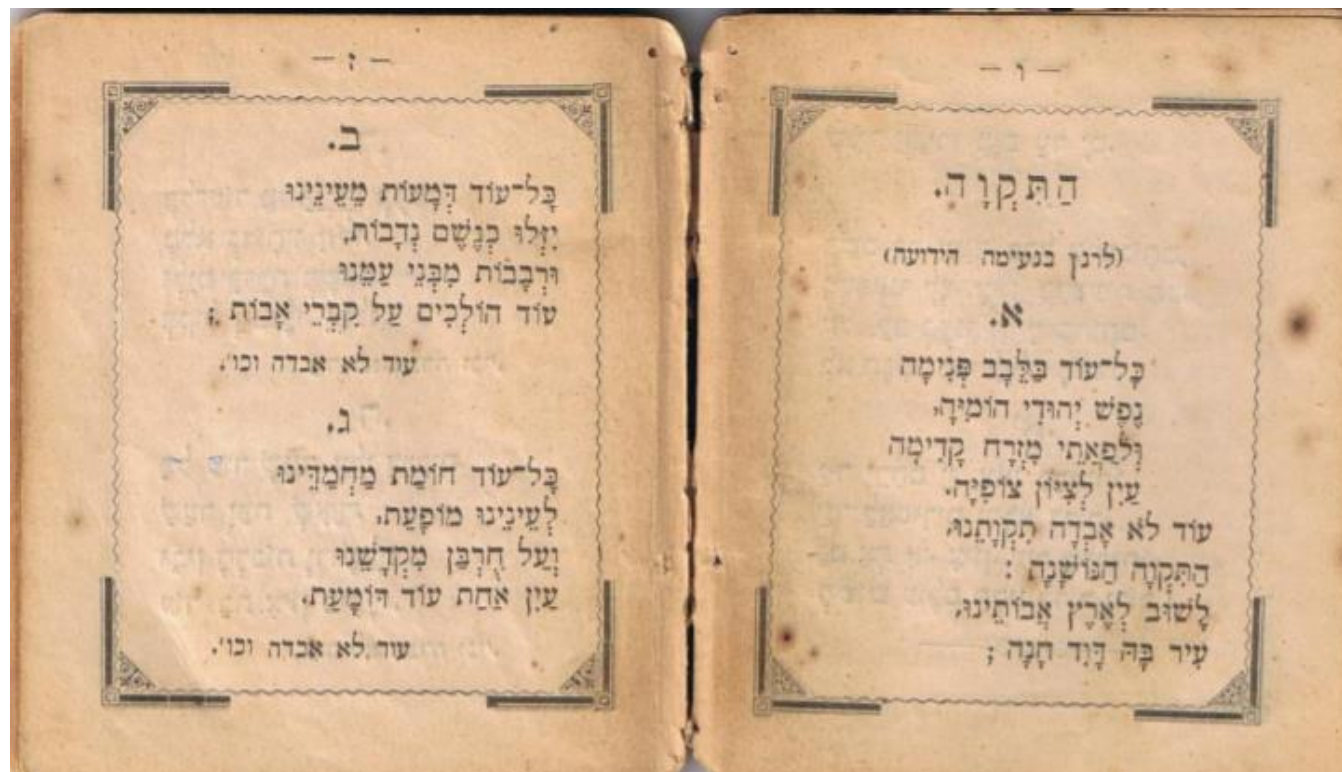 — ו —
הַתִּקְוָה.
(לרנן בנעימה הידועה)
א.
כָּל־עוֹד בַּלֵּבָב פְּנִימָה
נֶפֶשׁ יְהוּדִי הוֹמִיָּה,
וּלְפַאֲתֵי מִזְרָח קָדִימָה
עַיִן לְצִיּוֹן צוֹפִיָּה.
עוֹד לֹא אָבְדָה תִקְוָתֵנוּ,
הַתִּקְוָה הַנּוֹשָׁנָה :
לָשׁוּב לְאֶרֶץ אֲבוֹתֵינוּ,
עִיר בָּהּ דָּוִד חָנָה ;
— ז —
ב.
כָּל־עוֹד דְּמָעוֹת מֵעֵינֵינוּ
יִזְּלוּ כְגֶשֶׁם נְדָבוֹת,
וּרְבָבוֹת מִבְּנֵי עַמֵּנוּ
עוֹד הוֹלְכִים עַל קִבְרֵי אָבוֹת ;
עוד לא אבדה וכו'.
ג.
כָּל־עוֹד חוֹמַת מַחֲמַדֵּינוּ
לְעֵינֵינוּ מוֹפָעַת,
וְעַל חֻרְבַּן מִקְדָּשֵׁנוּ
עַיִן אַחַת עוֹד דּוֹמָעַת.
עוד לא אבדה וכו'.